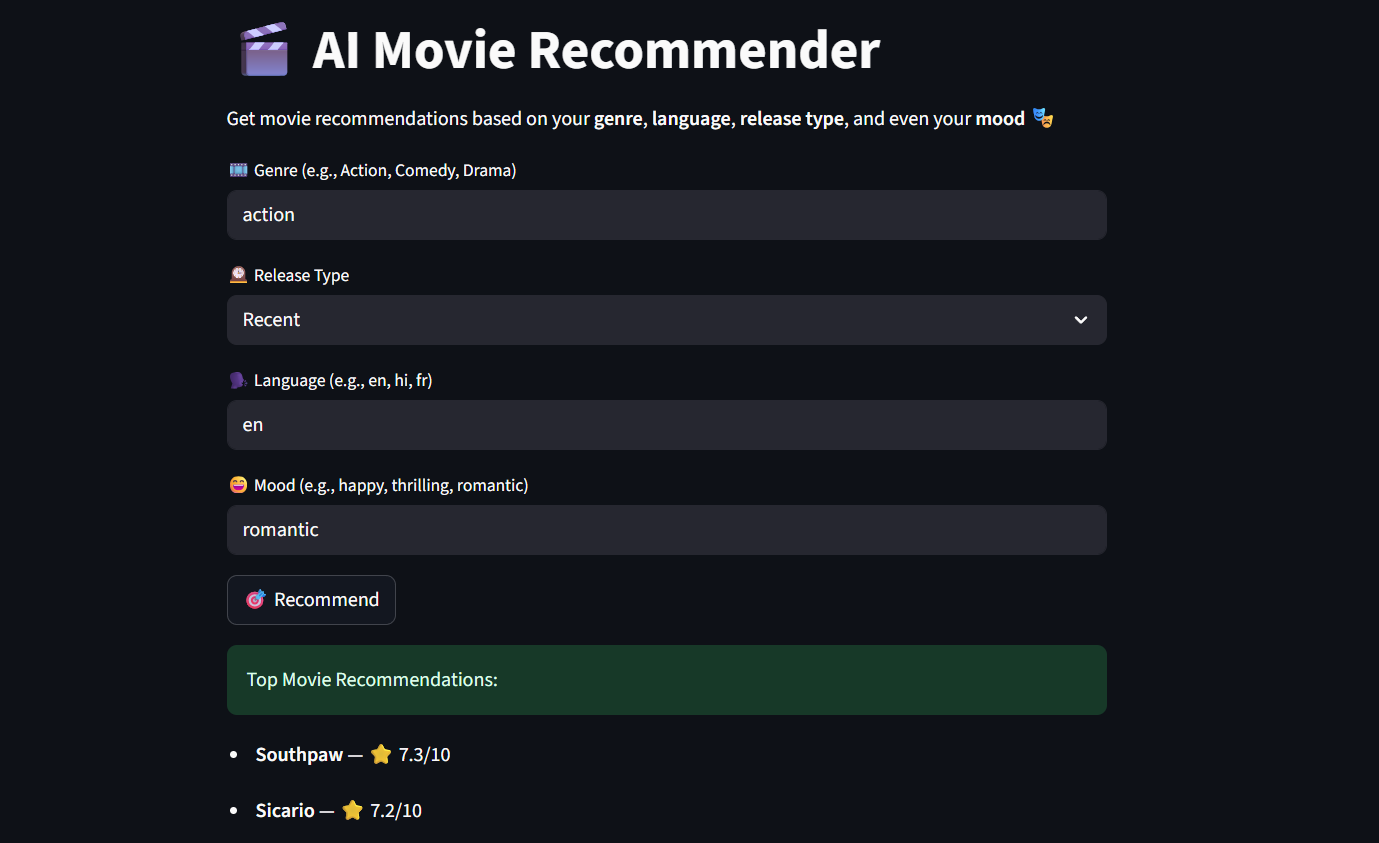 AI Movie Recommender
Get movie recommendations based on your genre, language, release type, and even your mood
Genre (e.g., Action, Comedy, Drama)
action
Release Type
Recent
Language (e.g., en, hi, fr)
en
Mood (e.g., happy, thrilling, romantic)
romantic
Recommend
Top Movie Recommendations:
• Southpaw — ⭐ 7.3/10
• Sicario — ⭐ 7.2/10